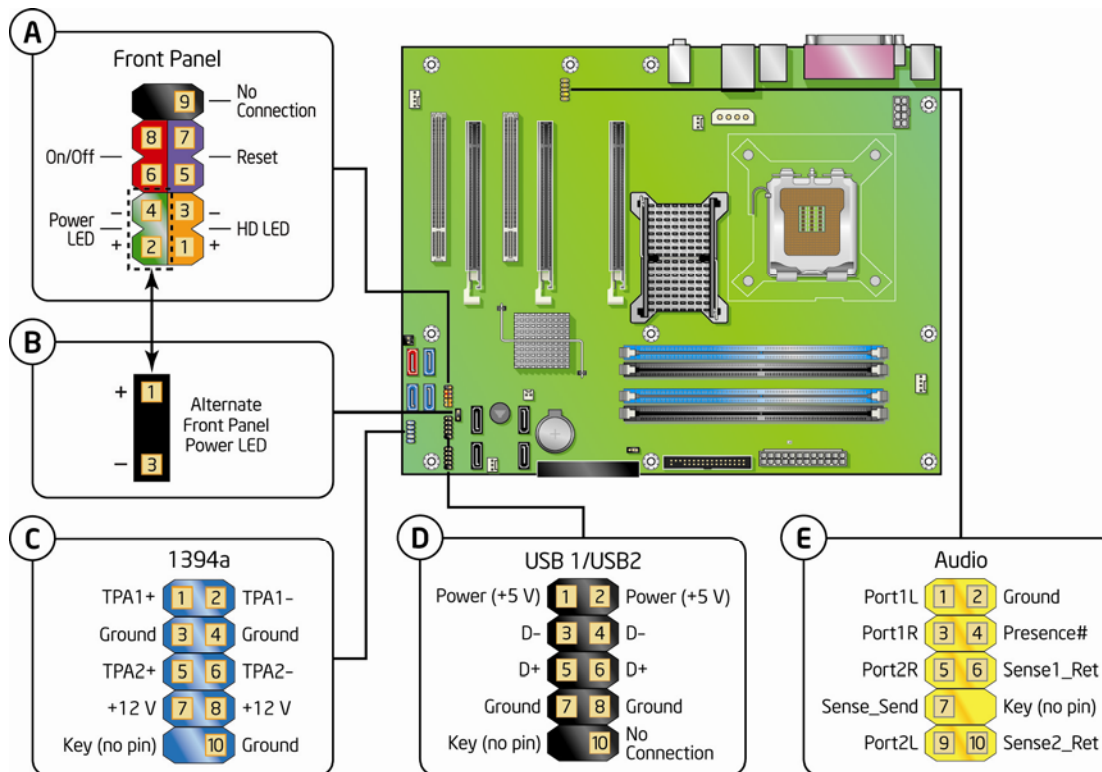 A
Front Panel
9 No
Connection
8 7
On/Off Reset
6 5
Power
LED
− 4 3 −
HD LED
+ 2 1 +
B
+ 1
Alternate
Front Panel
Power LED
− 3
C
1394a
TPA1+ 1 2 TPA1−
Ground 3 4 Ground
TPA2+ 5 6 TPA2−
+12 V 7 8 +12 V
Key (no pin) 10 Ground
D
USB 1/USB2
Power (+5 V) 1 2 Power (+5 V)
D− 3 4 D−
D+ 5 6 D+
Ground 7 8 Ground
Key (no pin) 10 No
Connection
E
Audio
Port1L 1 2 Ground
Port1R 3 4 Presence#
Port2R 5 6 Sense1_Ret
Sense_Send 7 Key (no pin)
Port2L 9 10 Sense2_Ret